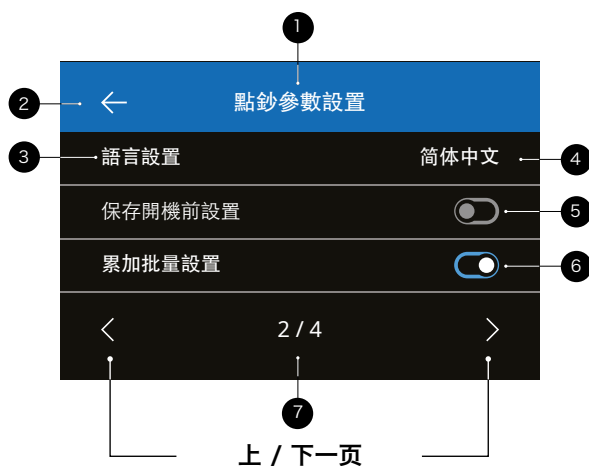 1
2
點鈔參數設置
3
語言設置
简体中文
4
保存開機前設置
5
累加批量設置
6
2 / 4
7
上 / 下一页